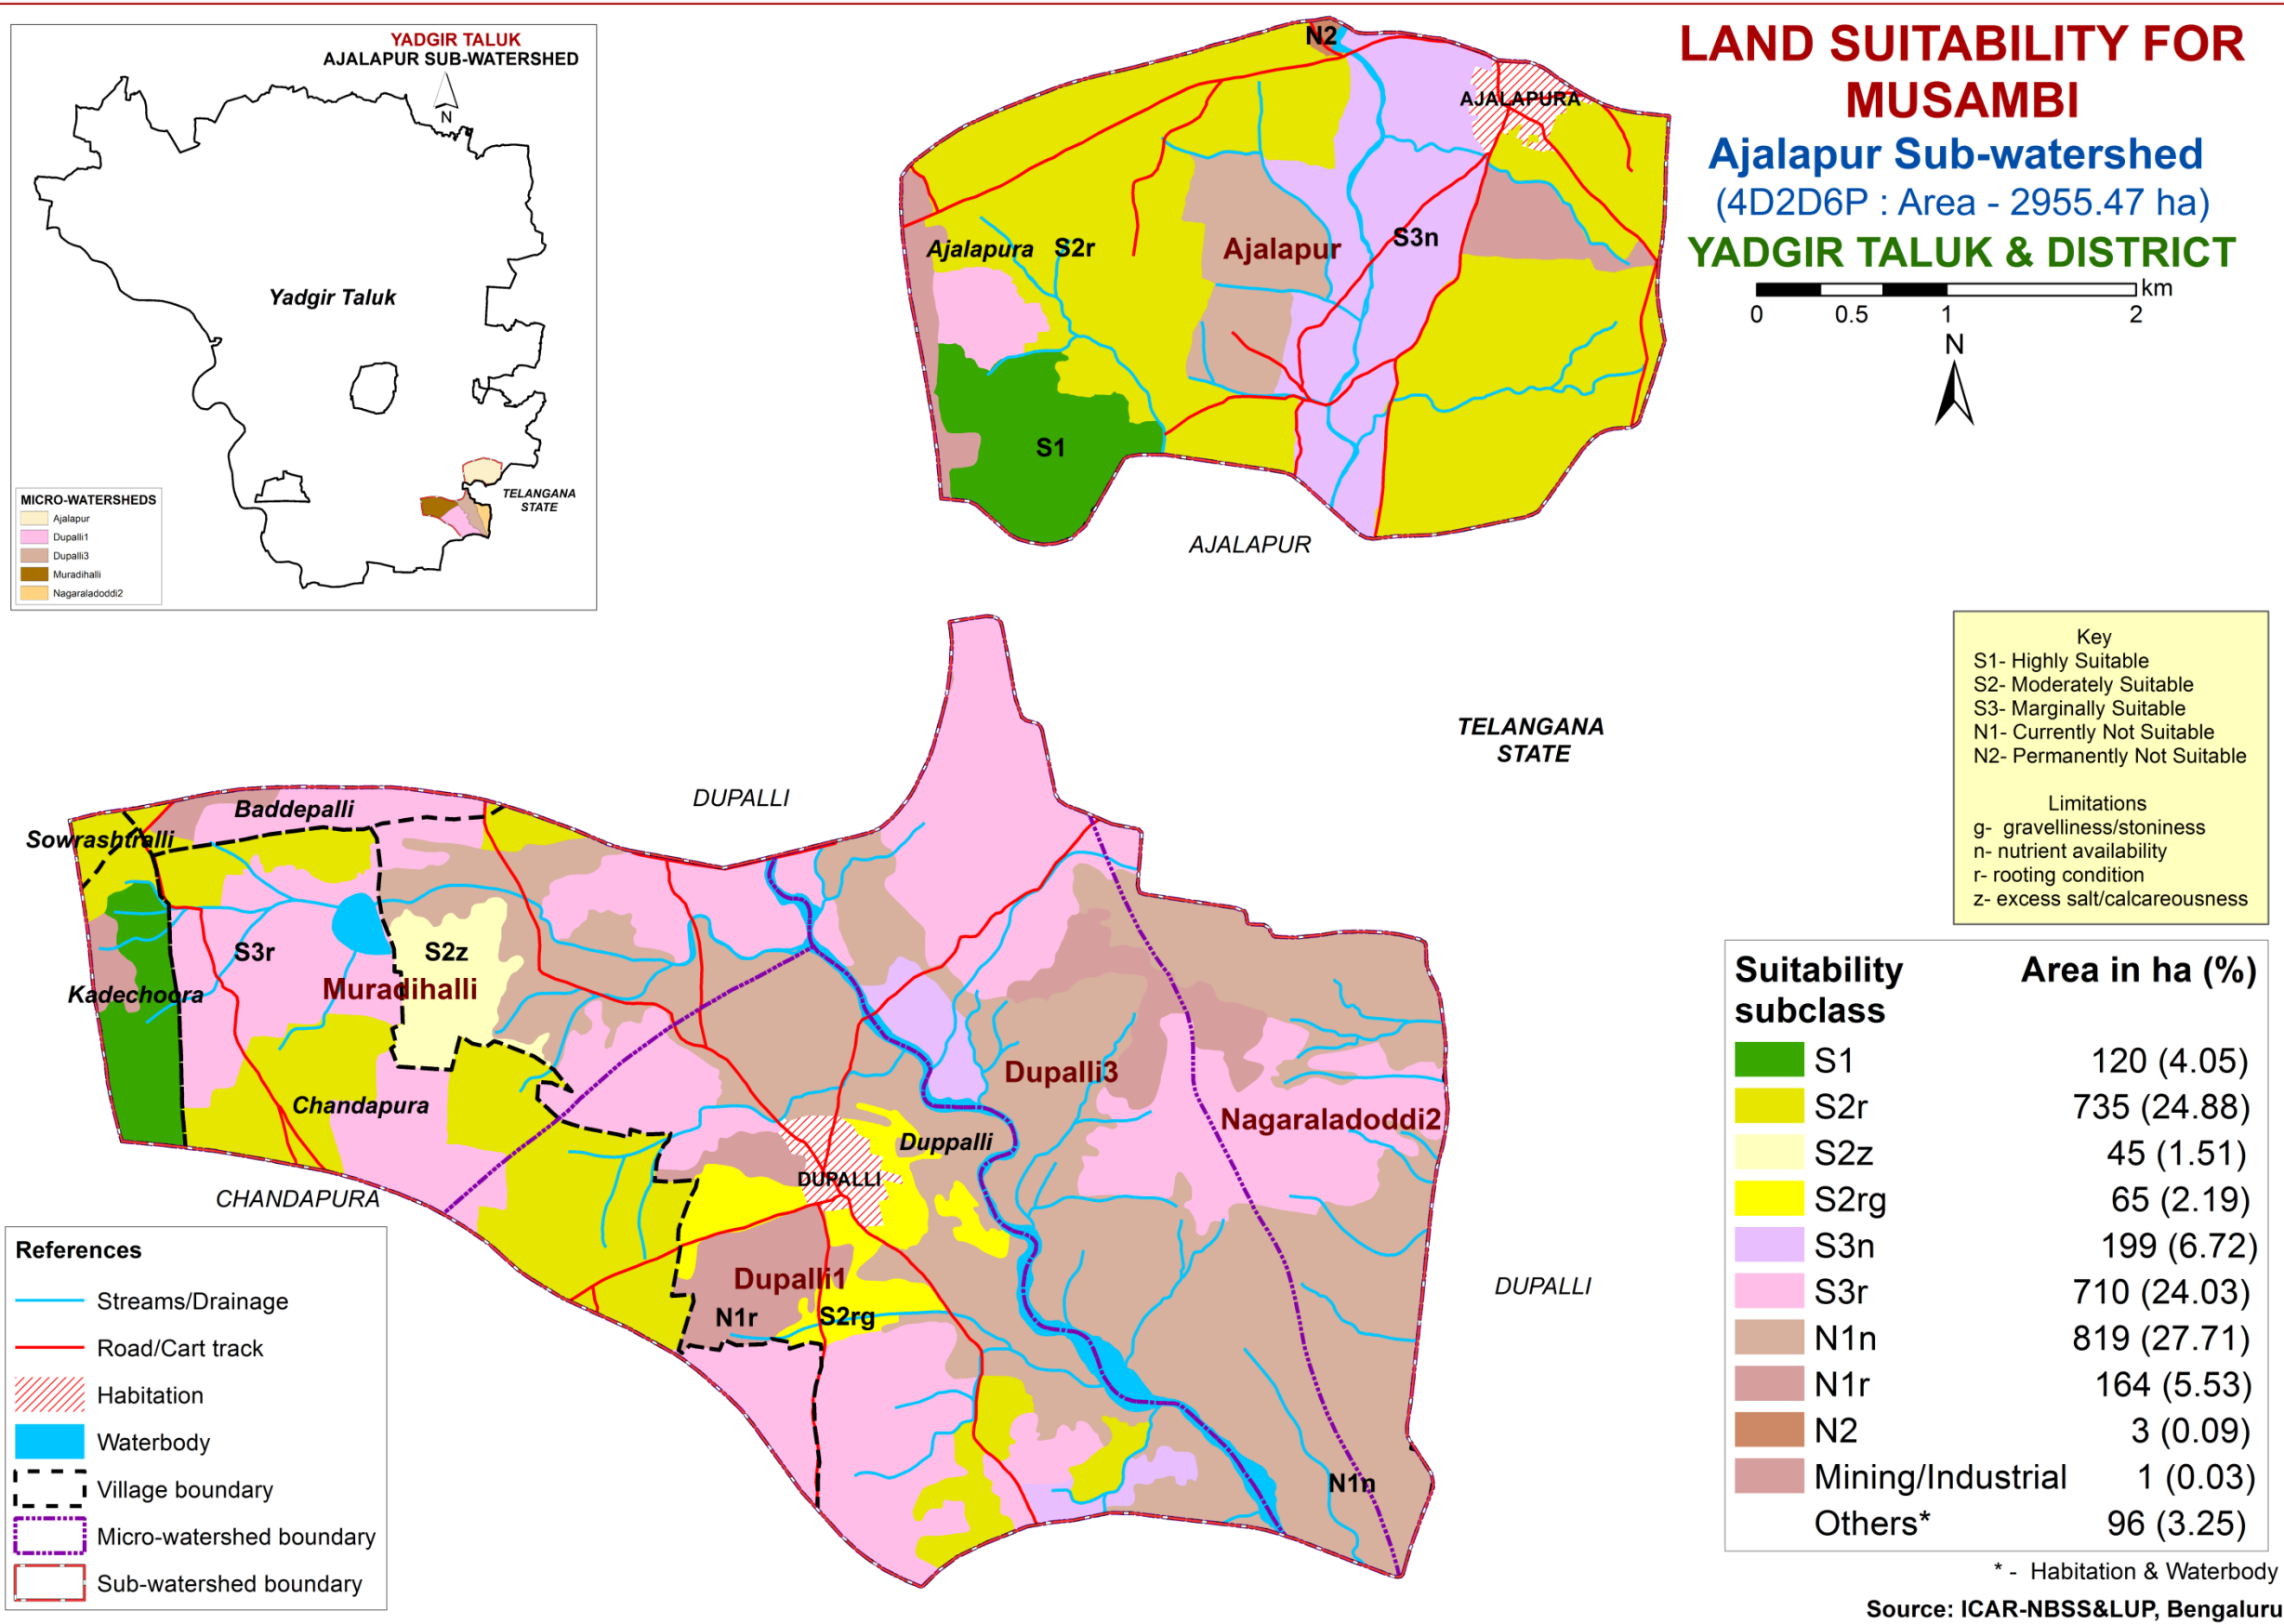 YADGIR TALUK
AJALAPUR SUB-WATERSHED
N
Yadgir Taluk
TELANGANA
STATE
MICRO-WATERSHEDS
Ajalapur
Dupalli1
Dupalli3
Muradihalli
Nagaraladoddi2
LAND SUITABILITY FOR
MUSAMBI
Ajalapur Sub-watershed
(4D2D6P : Area - 2955.47 ha)
YADGIR TALUK & DISTRICT
km
0 0.5 1 2
N
N2
AJALAPURA
Ajalapura S2r
Ajalapur
S3n
S1
AJALAPUR
Key
S1- Highly Suitable
S2- Moderately Suitable
S3- Marginally Suitable
N1- Currently Not Suitable
N2- Permanently Not Suitable
Limitations
g- gravelliness/stoniness
n- nutrient availability
r- rooting condition
z- excess salt/calcareousness
TELANGANA
STATE
DUPALLI
Baddepalli
Sowrashtralli
S3r
S2z
Muradihalli
Kadechoora
Chandapura
Dupalli3
Nagaraladoddi2
Duppalli
DUPALLI
CHANDAPURA
Dupalli1
N1r
S2rg
DUPALLI
N1n
Suitability
subclass
Area in ha (%)
S1 120 (4.05)
S2r 735 (24.88)
S2z 45 (1.51)
S2rg 65 (2.19)
S3n 199 (6.72)
S3r 710 (24.03)
N1n 819 (27.71)
N1r 164 (5.53)
N2 3 (0.09)
Mining/Industrial 1 (0.03)
Others* 96 (3.25)
* - Habitation & Waterbody
Source: ICAR-NBSS&LUP, Bengaluru
References
Streams/Drainage
Road/Cart track
Habitation
Waterbody
Village boundary
Micro-watershed boundary
Sub-watershed boundary